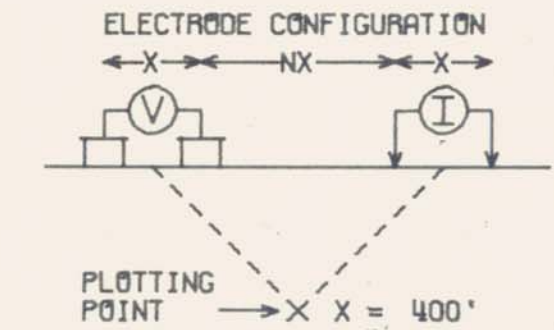 ELECTRODE CONFIGURATION
X NX X
V I
PLOTTING
POINT X X = 400'